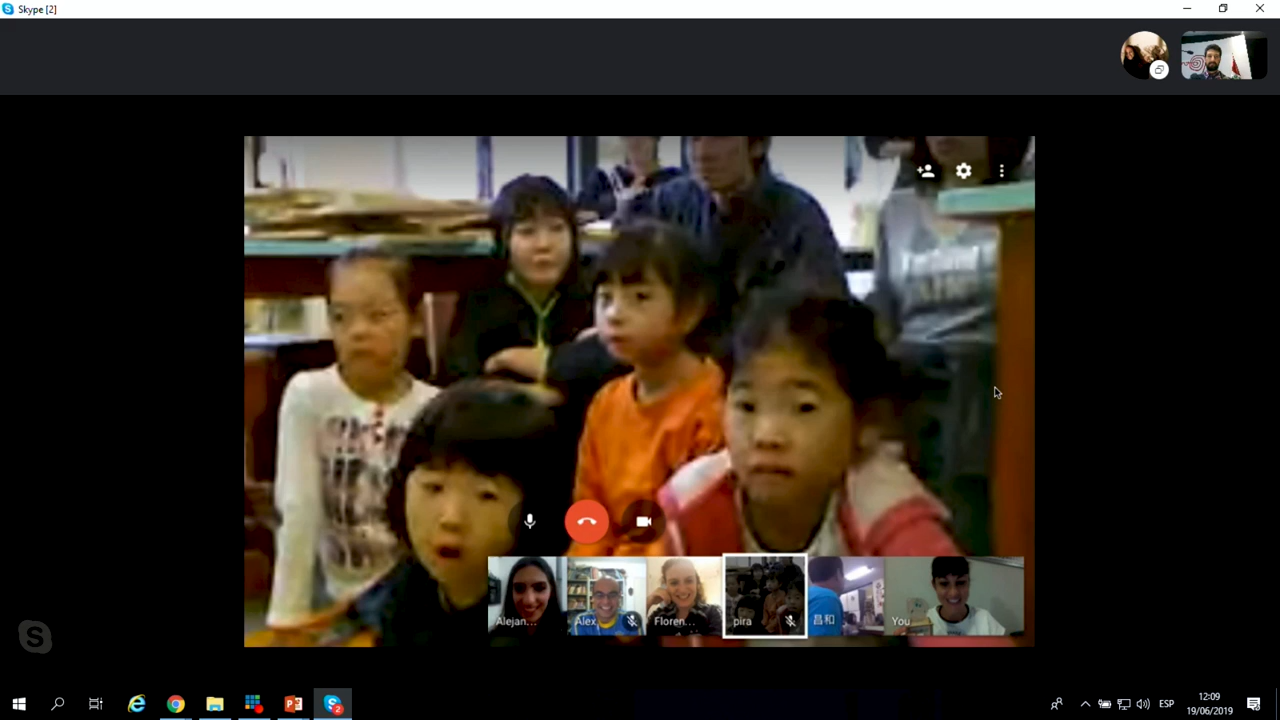 Skype [2]
Alejan...
Alex
Floren...
pira
昌和
You
ESP
12:09
19/06/2019